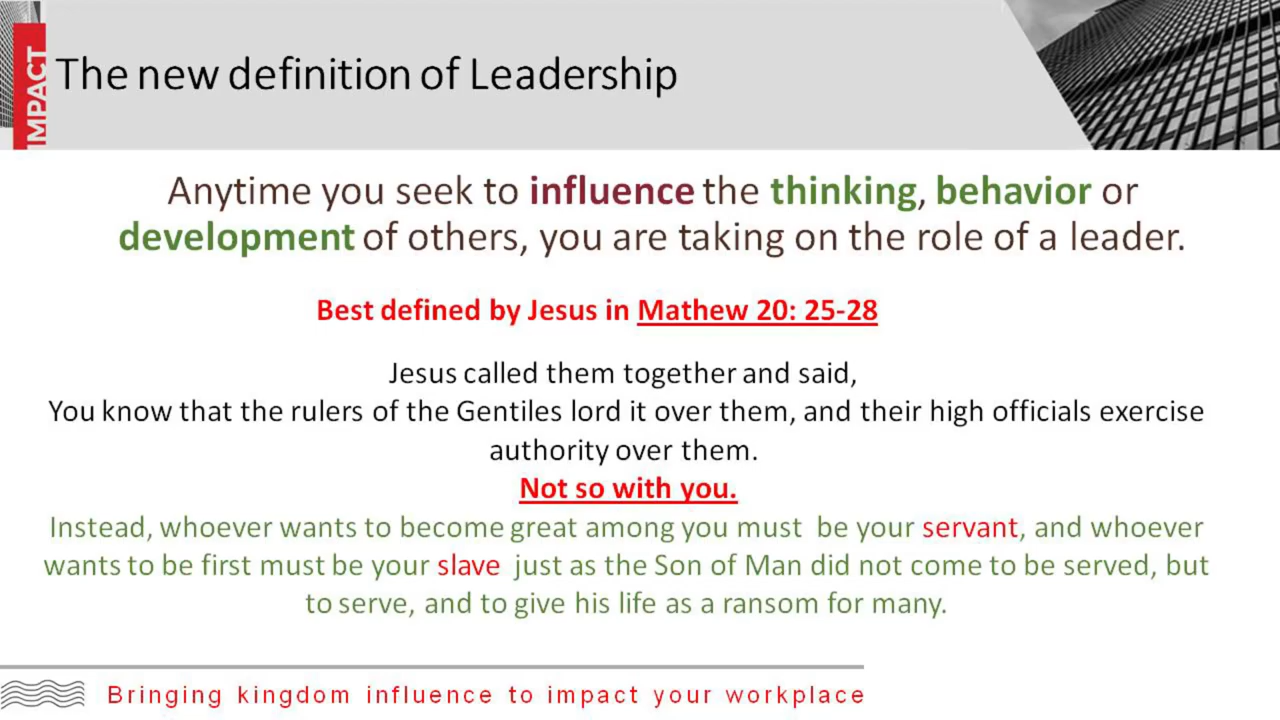 IMPACT
The new definition of Leadership
Anytime you seek to influence the thinking, behavior or
development of others, you are taking on the role of a leader.
Best defined by Jesus in Mathew 20: 25-28
Jesus called them together and said,
You know that the rulers of the Gentiles lord it over them, and their high officials exercise
authority over them.
Not so with you.
Instead, whoever wants to become great among you must  be your servant, and whoever
wants to be first must be your slave  just as the Son of Man did not come to be served, but
to serve, and to give his life as a ransom for many.
Bringing kingdom influence to impact your workplace